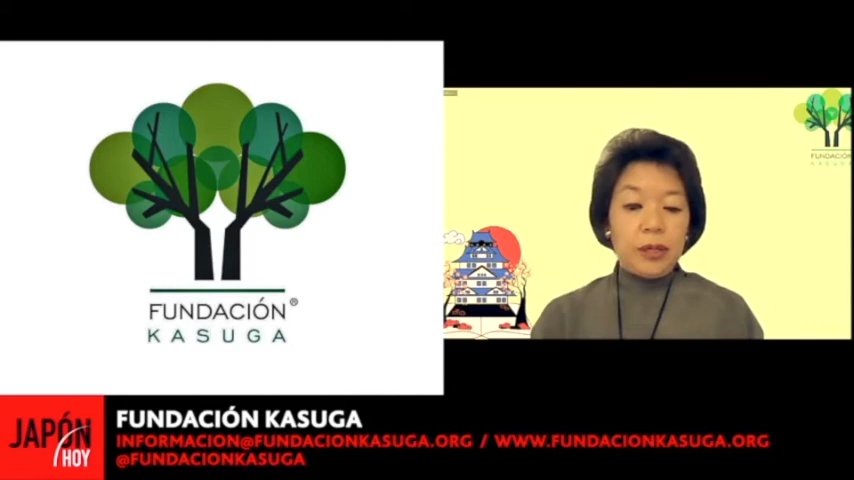 FUNDACIÓN®
KASUGA
FUNDACIÓN
KASUGA
JAPÓN
HOY
FUNDACIÓN KASUGA
INFORMACION@FUNDACIONKASUGA.ORG / WWW.FUNDACIONKASUGA.ORG
@FUNDACIONKASUGA